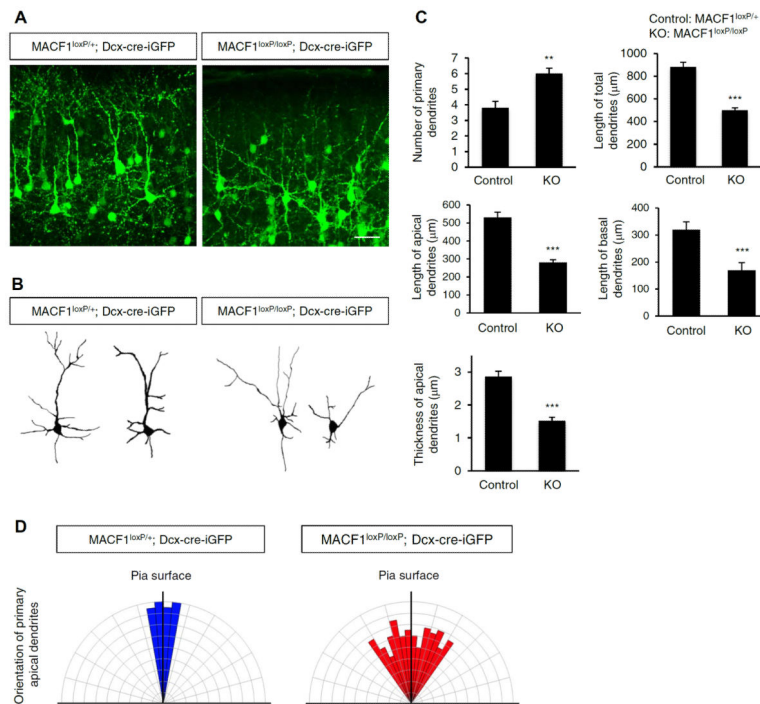 A
MACF1loxP/+; Dcx-cre-iGFP
MACF1loxP/loxP; Dcx-cre-iGFP
B
MACF1loxP/+; Dcx-cre-iGFP
MACF1loxP/loxP; Dcx-cre-iGFP
C
Control: MACF1loxP/+
KO: MACF1loxP/loxP
Number of primary
dendrites
7
6
5
4
3
2
1
0
**
Control
KO
Length of total
dendrites (μm)
1000
800
600
400
200
0
***
Control
KO
Length of apical
dendrites (μm)
600
500
400
300
200
100
0
***
Control
KO
Length of basal
dendrites (μm)
400
300
200
100
0
***
Control
KO
Thickness of apical
dendrites (μm)
3
2
1
0
***
Control
KO
D
MACF1loxP/+; Dcx-cre-iGFP
MACF1loxP/loxP; Dcx-cre-iGFP
Orientation of primary
apical dendrites
Pia surface
Pia surface